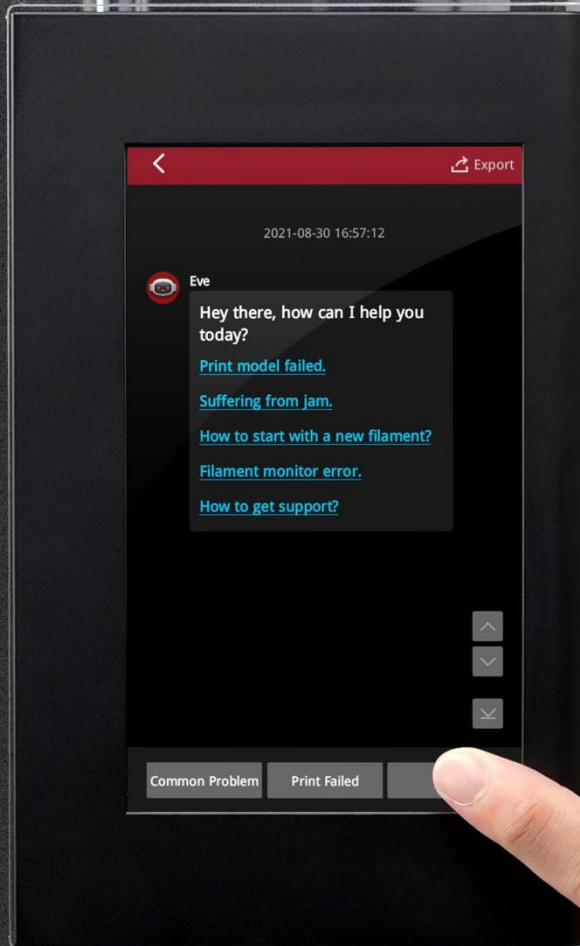 Export
2021-08-30 16:57:12
Eve
Hey there, how can I help you
today?
Print model failed.
Suffering from jam.
How to start with a new filament?
Filament monitor error.
How to get support?
Common Problem
Print Failed